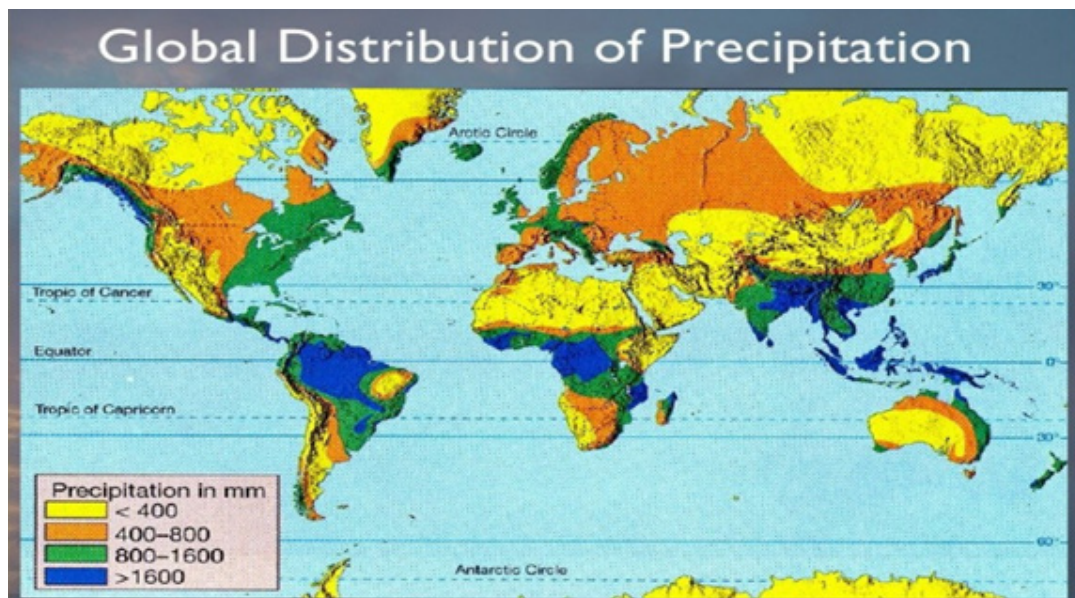 Global Distribution of Precipitation
Arctic Circle
Tropic of Cancer
30°
Equator
0°
Tropic of Capricorn
30°
Precipitation in mm
< 400
400–800
800–1600
>1600
60°
Antarctic Circle